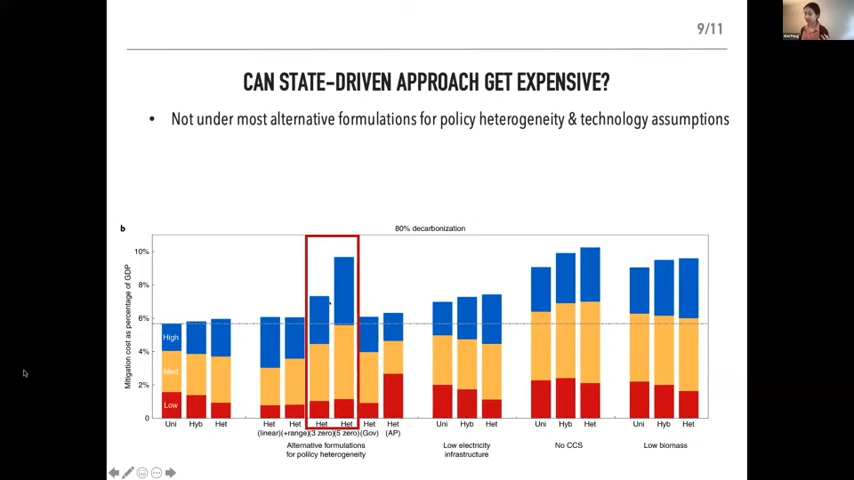 9/11
CAN STATE-DRIVEN APPROACH GET EXPENSIVE?
• Not under most alternative formulations for policy heterogeneity & technology assumptions
b
80% decarbonization
Mitigation cost as percentage of GDP
10%
8%
6%
4%
2%
0
High
Med
Low
Uni Hyb Het
Het Het Het Het Het Het
(linear) (+range) (3 zero) (5 zero) (Gov) (AP)
Alternative formulations
for pollicy heterogeneity
Uni Hyb Het
Low electricity
infrastructure
Uni Hyb Het
No CCS
Uni Hyb Het
Low biomass